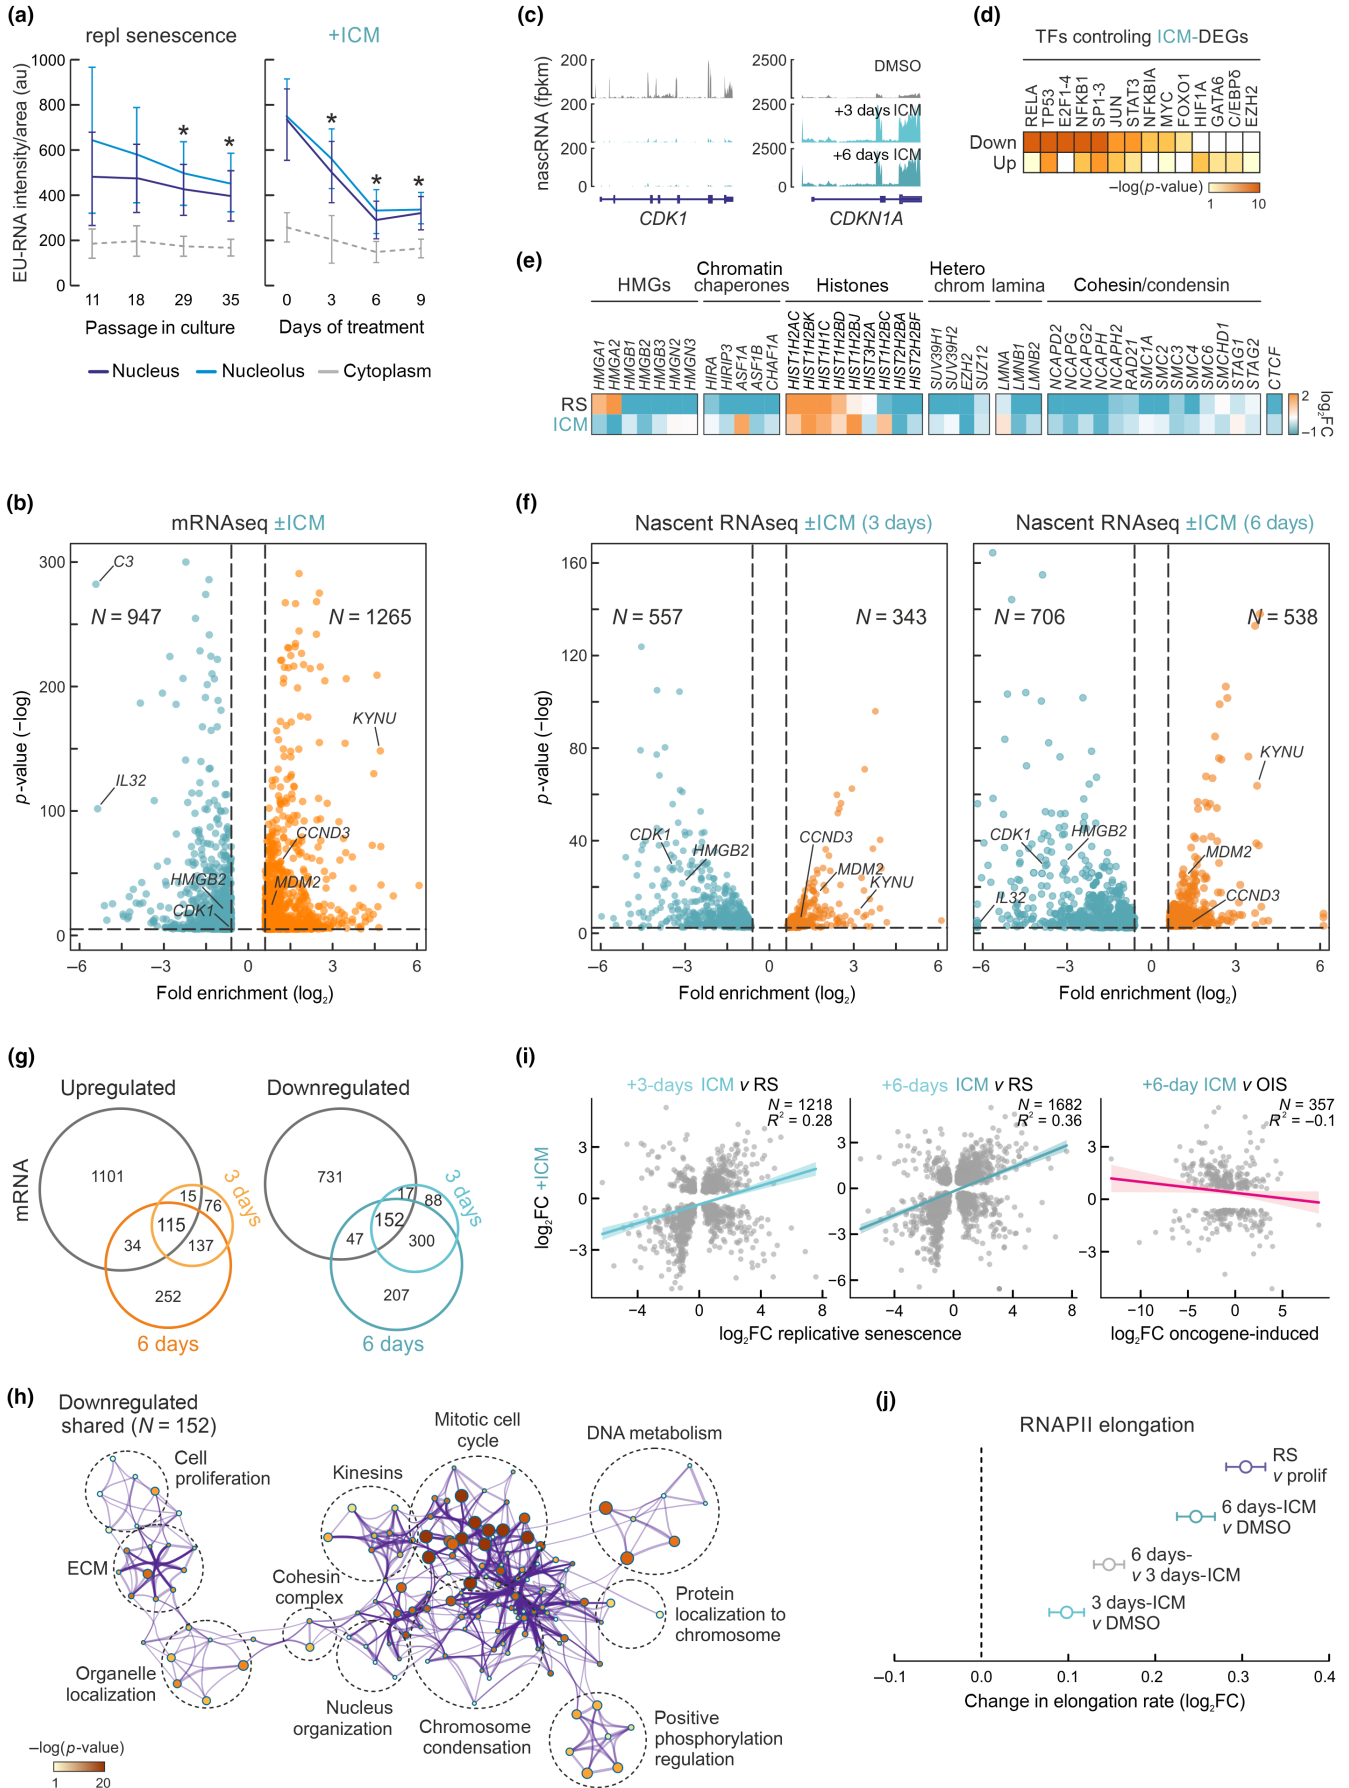 (a)
repl senescence
+ICM
EU-RNA intensity/area (au)
1000
800
600
400
200
0
*
*
*
*
*
11 18 29 35
0 3 6 9
Passage in culture
Days of treatment
Nucleus
Nucleolus
Cytoplasm
(c)
nascRNA (fpkm)
200
0
200
0
200
0
2500
0
2500
0
2500
0
DMSO
+3 days ICM
+6 days ICM
CDK1
CDKN1A
(d)
TFs controling ICM-DEGs
RELA
TP53
E2F1-4
NFKB1
SP1-3
JUN
STAT3
NFKBIA
MYC
FOXO1
HIF1A
GATA6
C/EBPδ
EZH2
Down
Up
–log(p-value)
1 10
(e)
HMGs
Chromatin
chaperones
Histones
Hetero
chrom
lamina
Cohesin/condensin
HMGA1
HMGA2
HMGB1
HMGB2
HMGB3
HMGN2
HMGN3
HIRA
HIRIP3
ASF1A
ASF1B
CHAF1A
HIST1H2AC
HIST1H2BK
HIST1H1C
HIST1H2BD
HIST1H2BJ
HIST3H2A
HIST1H2BC
HIST2H2BA
HIST2H2BF
SUV39H1
SUV39H2
EZH2
SUZ12
LMNA
LMNB1
LMNB2
NCAPD2
NCAPG
NCAPG2
NCAPH
NCAPH2
RAD21
SMC1A
SMC2
SMC3
SMC4
SMC6
SMCHD1
STAG1
STAG2
CTCF
RS
ICM
2
–1
log2FC
(b)
mRNAseq ±ICM
p-value (–log)
300
200
100
0
C3
N = 947
N = 1265
KYNU
IL32
CCND3
HMGB2
MDM2
CDK1
–6 –3 0 3 6
Fold enrichment (log2)
(f)
Nascent RNAseq ±ICM (3 days)
p-value (–log)
160
120
80
40
0
N = 557
N = 343
CDK1
HMGB2
CCND3
MDM2
KYNU
–6 –3 0 3 6
Fold enrichment (log2)
Nascent RNAseq ±ICM (6 days)
N = 706
N = 538
KYNU
CDK1
HMGB2
MDM2
IL32
CCND3
–6 –3 0 3 6
Fold enrichment (log2)
(g)
Upregulated
Downregulated
mRNA
1101
15
76
115
34
137
252
3 days
6 days
731
17
88
152
47
300
207
3 days
6 days
(i)
+3-days ICM v RS
N = 1218
R2 = 0.28
log2FC +ICM
3
0
–3
–4 0 4 8
+6-days ICM v RS
N = 1682
R2 = 0.36
3
0
–3
–6
–4 0 4 8
log2FC replicative senescence
+6-day ICM v OIS
N = 357
R2 = –0.1
3
0
–3
–10 –5 0 5
log2FC oncogene-induced
(h)
Downregulated
shared (N = 152)
Cell
proliferation
ECM
Organelle
localization
Kinesins
Cohesin
complex
Mitotic cell
cycle
DNA metabolism
Protein
localization to
chromosome
Nucleus
organization
Chromosome
condensation
Positive
phosphorylation
regulation
–log(p-value)
1 20
(j)
RNAPII elongation
RS
v prolif
6 days-ICM
v DMSO
6 days-
v 3 days-ICM
3 days-ICM
v DMSO
–0.1 0.0 0.1 0.2 0.3 0.4
Change in elongation rate (log2FC)